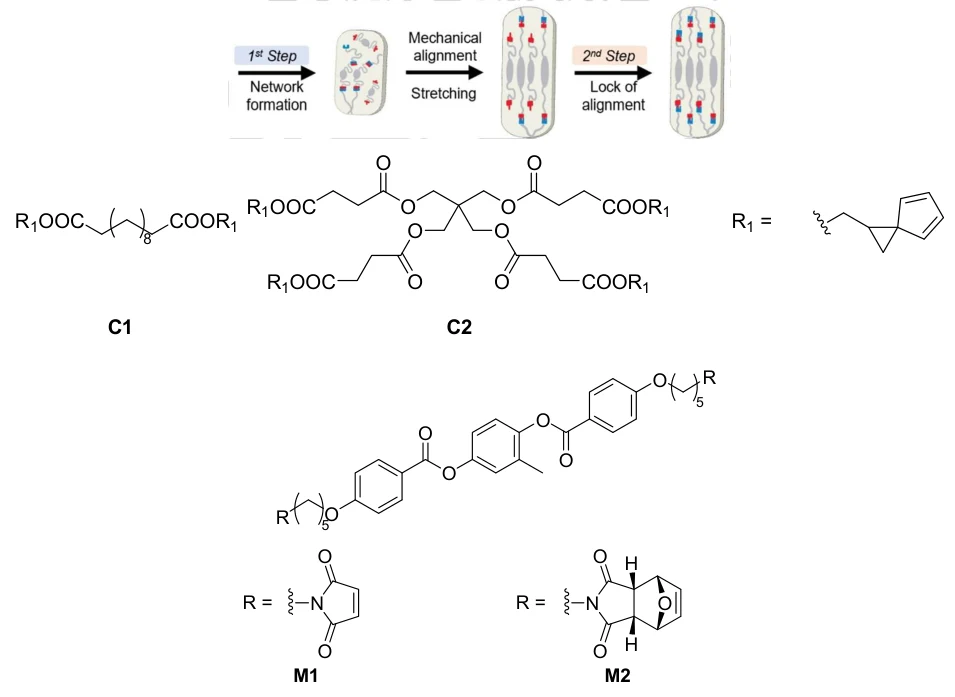 1st Step
Network
formation
Mechanical
alignment
Stretching
2nd Step
Lock of
alignment
R1OOC
8
COOR1
C1
O
R1OOC
O
O
O
COOR1
R1OOC
O
O
O
O
COOR1
C2
R1 =
O
R
5
O
O
O
O
R
5
O
R =
N
O
O
M1
R =
N
O
O
H
H
O
M2